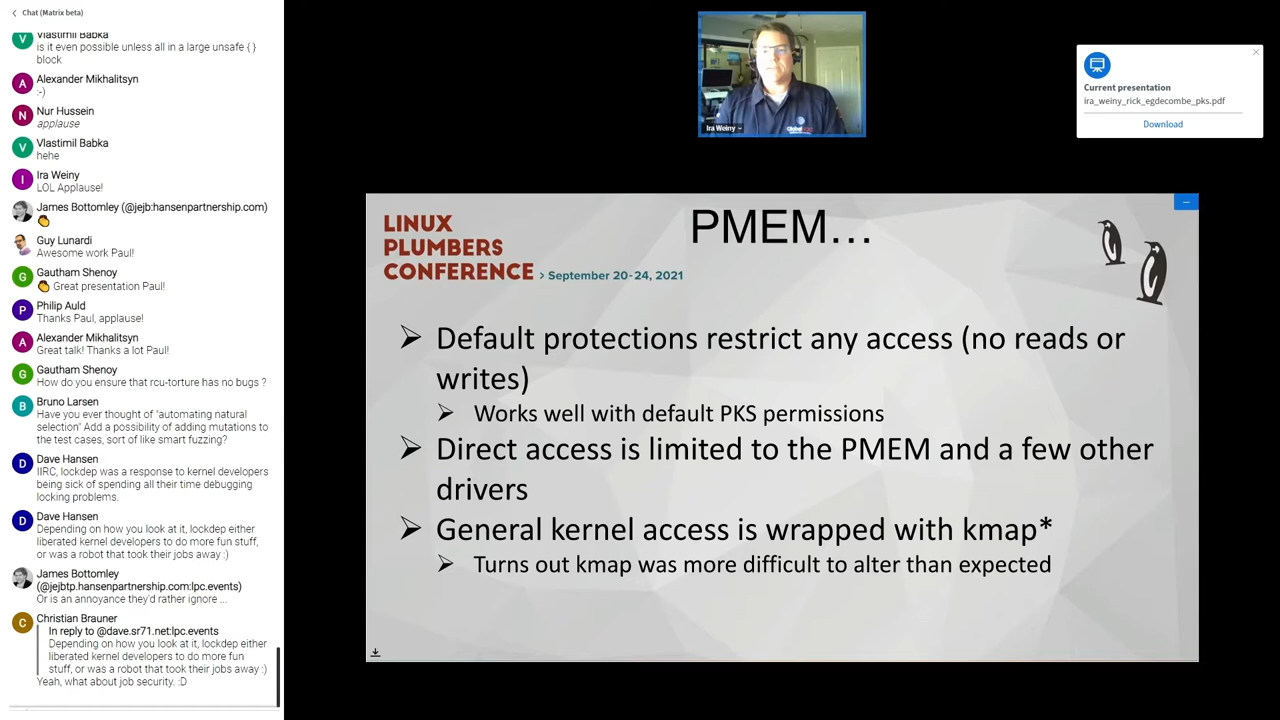 Chat (Matrix beta)
Vlastimil Babka
is it even possible unless all in a large unsafe { }
block
Alexander Mikhalitsyn
:-)
Nur Hussein
applause
Vlastimil Babka
hehe
Ira Weiny
LOL Applause!
James Bottomley (@jejb:hansenpartnership.com)
👏
Guy Lunardi
Awesome work Paul!
Gautham Shenoy
👏 Great presentation Paul!
Philip Auld
Thanks Paul, applause!
Alexander Mikhalitsyn
Great talk! Thanks a lot Paul!
Gautham Shenoy
How do you ensure that rcu-torture has no bugs ?
Bruno Larsen
Have you ever thought of "automating natural
selection" Add a possibility of adding mutations to
the test cases, sort of like smart fuzzing?
Dave Hansen
IIRC, lockdep was a response to kernel developers
being sick of spending all their time debugging
locking problems.
Dave Hansen
Depending on how you look at it, lockdep either
liberated kernel developers to do more fun stuff,
or was a robot that took their jobs away :)
James Bottomley
(@jejbtp.hansenpartnership.com:lpc.events)
Or is an annoyance they'd rather ignore ...
Christian Brauner
In reply to @dave.sr71.net:lpc.events
Depending on how you look at it, lockdep either
liberated kernel developers to do more fun
stuff, or was a robot that took their jobs away :)
Yeah, what about job security. :D
V
A
N
V
I
G
P
A
G
B
D
D
C
Ira Weiny
Current presentation
ira_weiny_rick_egdecombe_pks.pdf
Download
LINUX
PLUMBERS
CONFERENCE > September 20-24, 2021
PMEM...
Default protections restrict any access (no reads or
writes)
Works well with default PKS permissions
Direct access is limited to the PMEM and a few other
drivers
General kernel access is wrapped with kmap*
Turns out kmap was more difficult to alter than expected